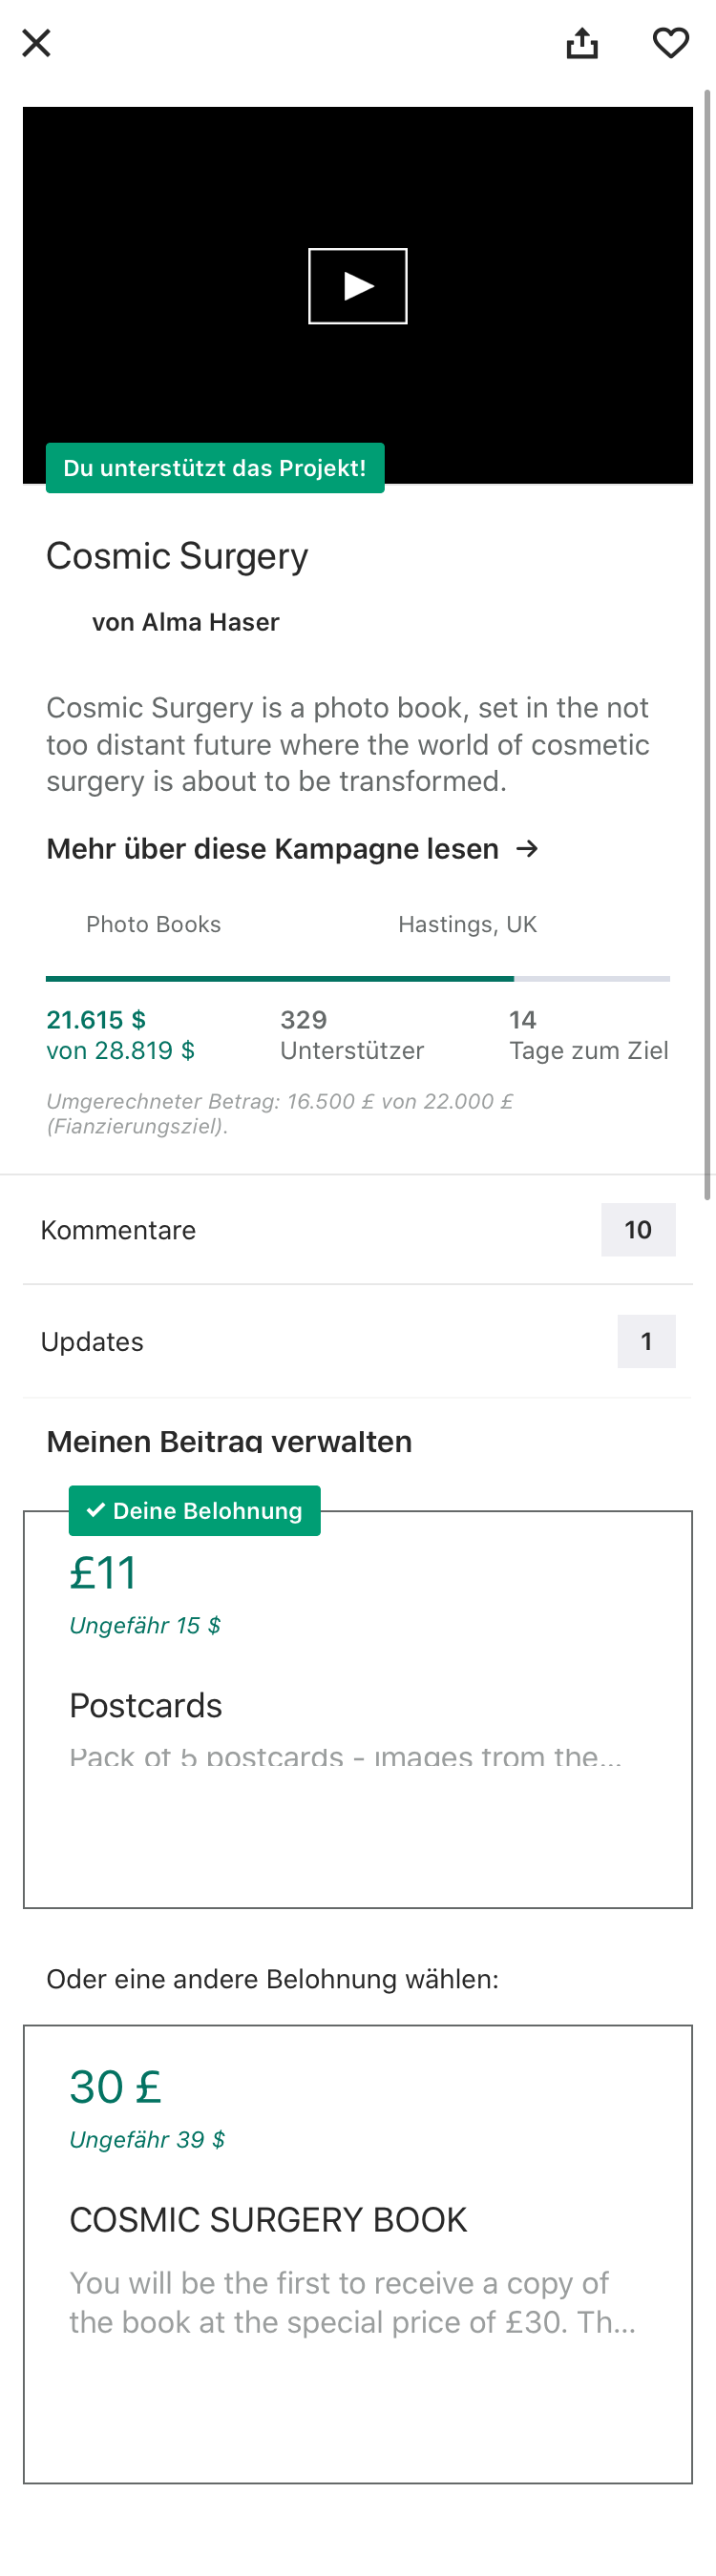 Du unterstützt das Projekt!
Cosmic Surgery
von Alma Haser
Cosmic Surgery is a photo book, set in the not
too distant future where the world of cosmetic
surgery is about to be transformed.
Mehr über diese Kampagne lesen →
Photo Books Hastings, UK
21.615 $ 329 14
von 28.819 $ Unterstützer Tage zum Ziel
Umgerechneter Betrag: 16.500 £ von 22.000 £
(Fianzierungsziel).
Kommentare 10
Updates 1
Meinen Beitrag verwalten
✓ Deine Belohnung
£11
Ungefähr 15 $
Postcards
Pack of 5 postcards - images from the...
Oder eine andere Belohnung wählen:
30 £
Ungefähr 39 $
COSMIC SURGERY BOOK
You will be the first to receive a copy of
the book at the special price of £30. Th...